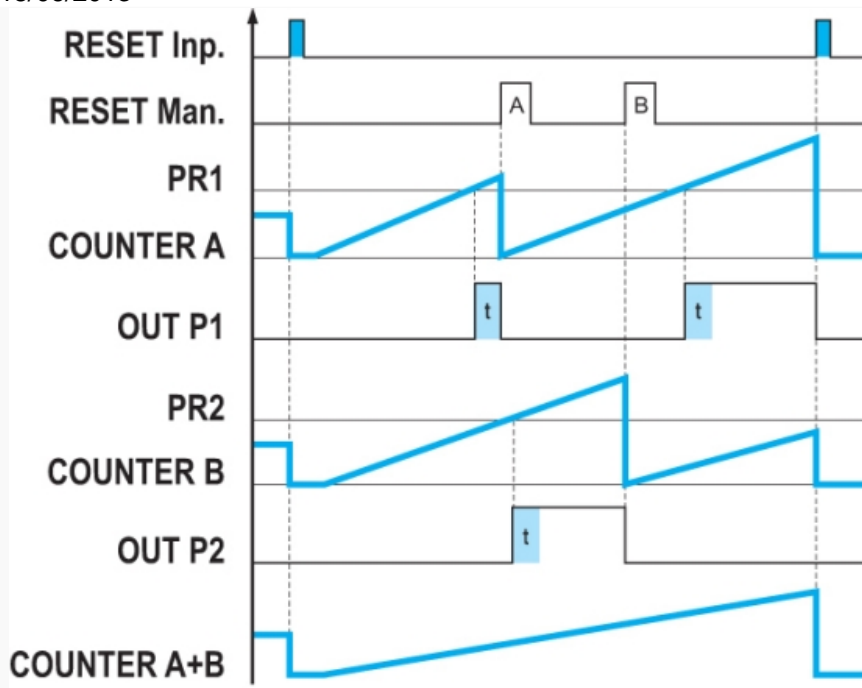 RESET Inp.
RESET Man.
A
B
PR1
COUNTER A
OUT P1
t
t
PR2
COUNTER B
OUT P2
t
COUNTER A+B